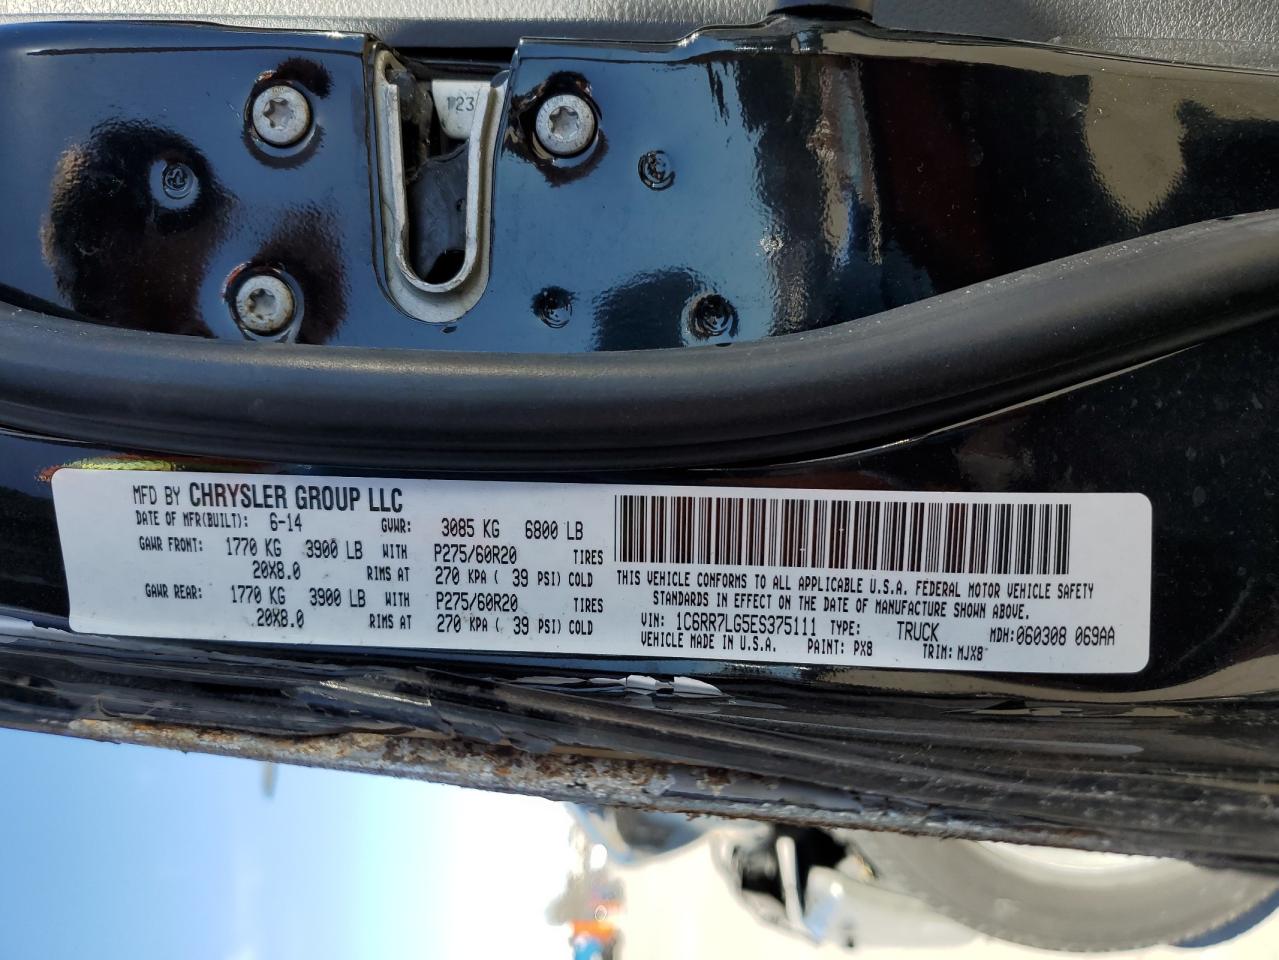 123
MFD BY CHRYSLER GROUP LLC
DATE OF MFR(BUILT): 6-14 GVWR: 3085 KG 6800 LB
GAWR FRONT: 1770 KG 3900 LB WITH P275/60R20 TIRES
20X8.0 RIMS AT 270 KPA ( 39 PSI) COLD
GAWR REAR: 1770 KG 3900 LB WITH P275/60R20 TIRES
20X8.0 RIMS AT 270 KPA ( 39 PSI) COLD
THIS VEHICLE CONFORMS TO ALL APPLICABLE U.S.A. FEDERAL MOTOR VEHICLE SAFETY
STANDARDS IN EFFECT ON THE DATE OF MANUFACTURE SHOWN ABOVE.
VIN: 1C6RR7LG5ES375111 TYPE: TRUCK MDH:060308 069AA
VEHICLE MADE IN U.S.A. PAINT: PX8 TRIM: MJX8